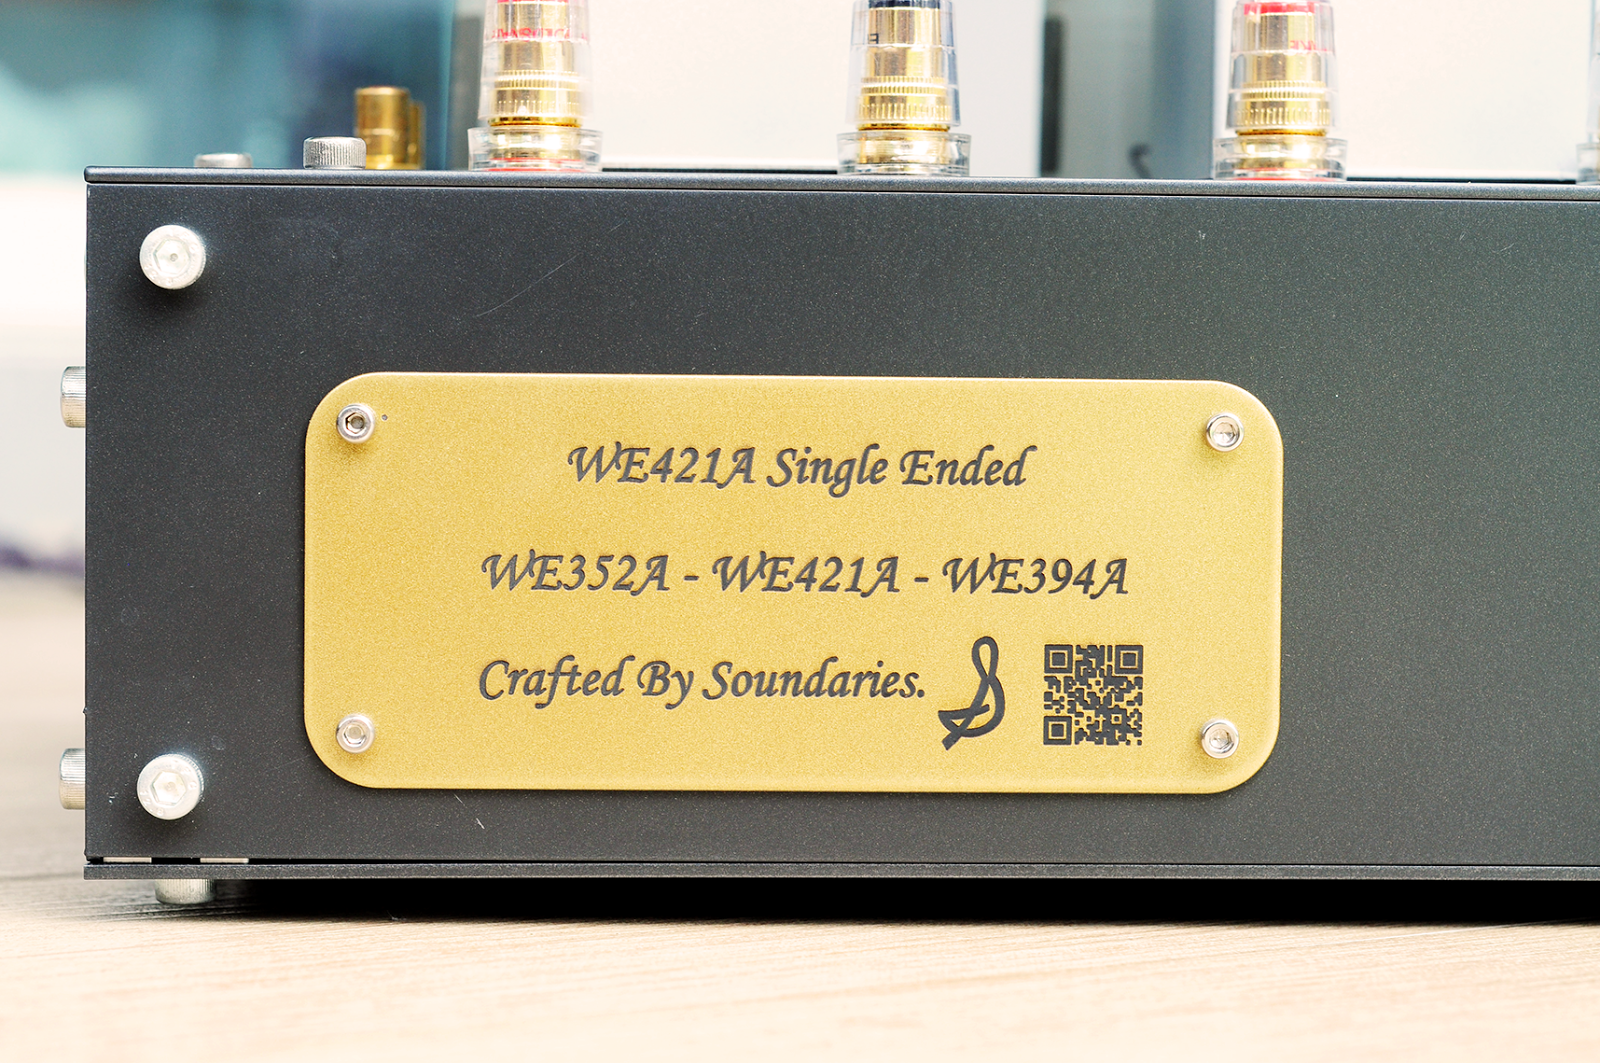 WE421A Single Ended
WE352A - WE421A - WE394A
Crafted By Soundaries.